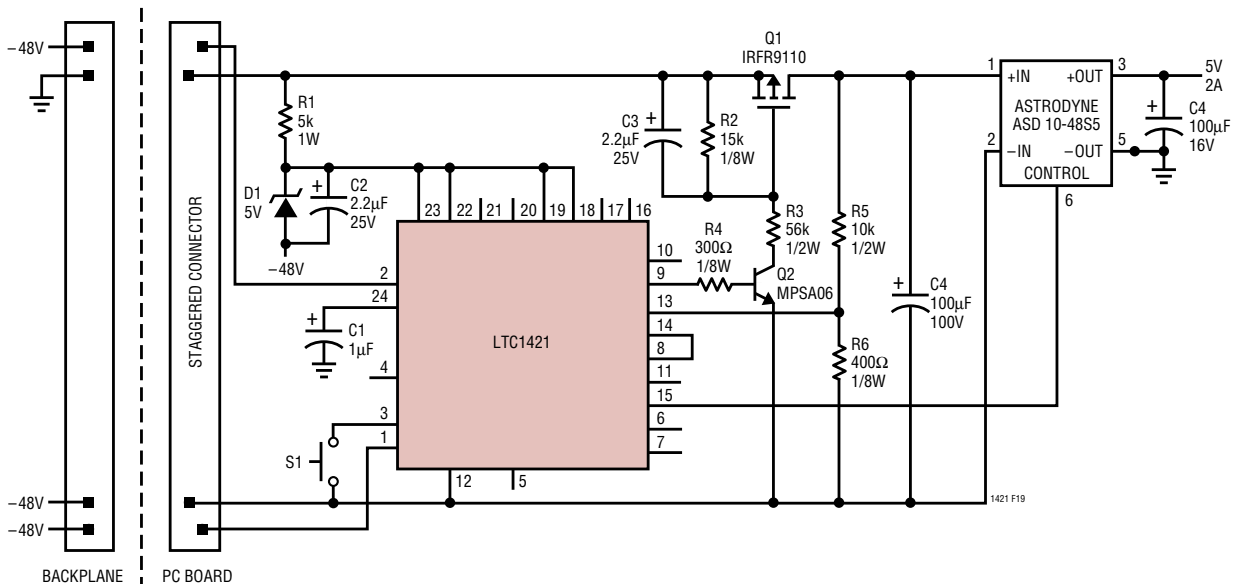 −48V
−48V
−48V
BACKPLANE
STAGGERED CONNECTOR
PC BOARD
R1
5k
1W
D1
5V
C2
2.2µF
25V
−48V
C1
1µF
S1
2
24
4
3
1
23
22
21
20
19
18
17
16
LTC1421
10
9
13
14
8
11
15
6
7
12
5
C3
2.2µF
25V
R2
15k
1/8W
Q1
IRFR9110
R3
56k
1/2W
R4
300Ω
1/8W
Q2
MPSA06
R5
10k
1/2W
R6
400Ω
1/8W
C4
100µF
100V
1
+IN
+OUT
3
ASTRODYNE
ASD 10-48S5
2
−IN
−OUT
5
CONTROL
6
5V
2A
C4
100µF
16V
1421 F19